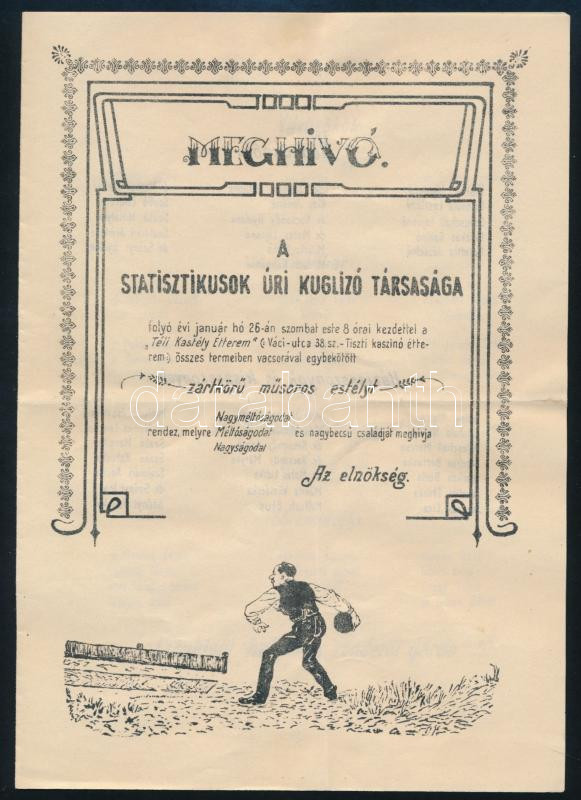 MEGHÍVÓ.
A
STATISZTIKUSOK ÚRI KUGLIZÓ TÁRSASÁGA
folyó évi január hó 26-án szombat este 8 órai kezdettel a
„Téli Kastély Étterem" (: Váci-utca 38.sz.-Tiszti kaszinó étte-
rem:) összes termeiben vacsorával egybekötött
zártkörű műsoros estélyt
Nagyméltóságodat
rendez, melyre Méltóságodat és nagybecsű családját meghívja
Nagyságodat
Az elnökség.
darabanth